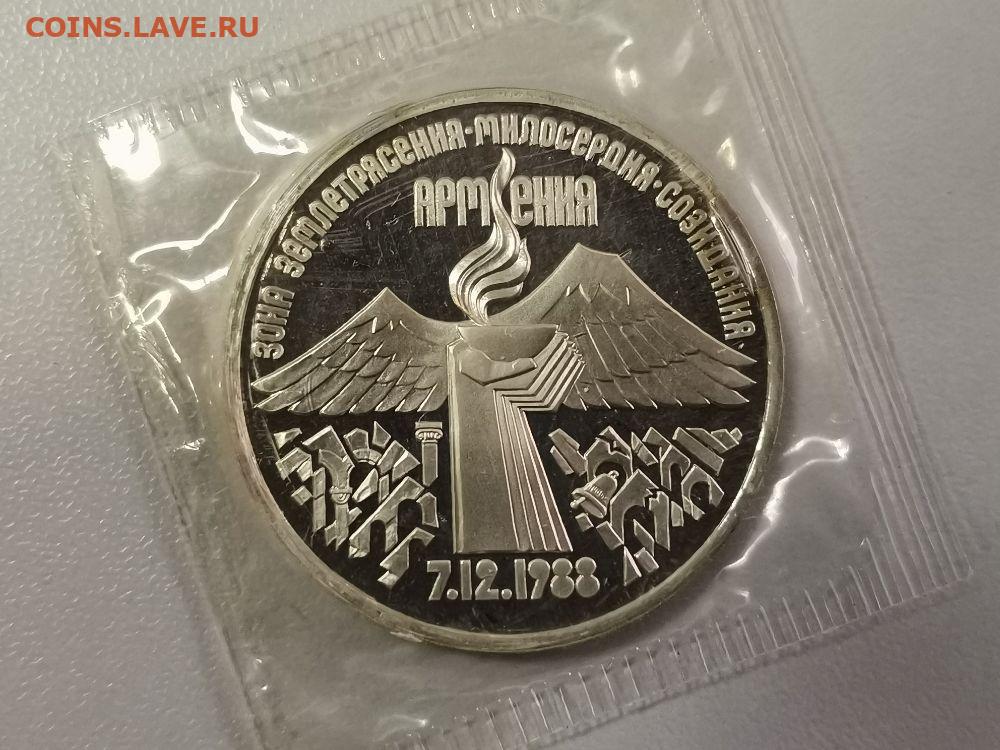 COINS.LAVE.RU
ЗОНА ЗЕМЛЕТРЯСЕНИЯ·МИЛОСЕРДИЯ·СОЗИДАНИЯ
АРМЕНИЯ
7.12.1988